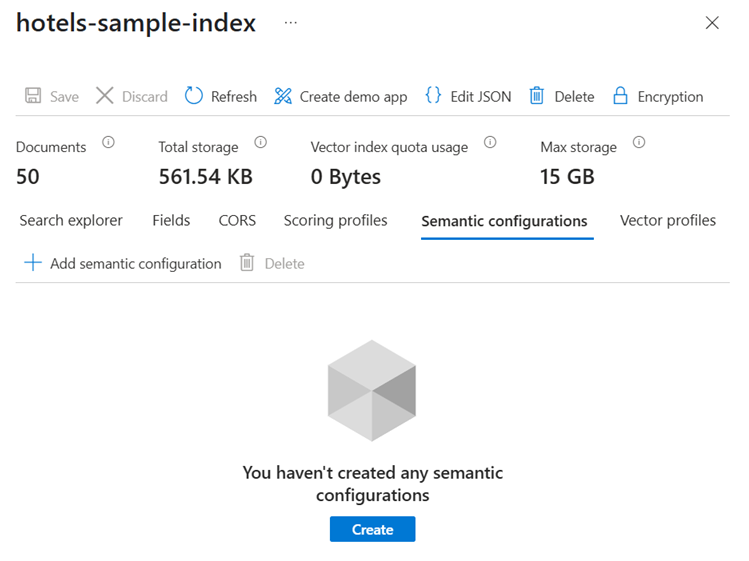 hotels-sample-index ...
Save Discard Refresh Create demo app {} Edit JSON Delete Encryption
Documents Total storage Vector index quota usage Max storage
50 561.54 KB 0 Bytes 15 GB
Search explorer Fields CORS Scoring profiles Semantic configurations Vector profiles
+ Add semantic configuration Delete
You haven't created any semantic
configurations
Create